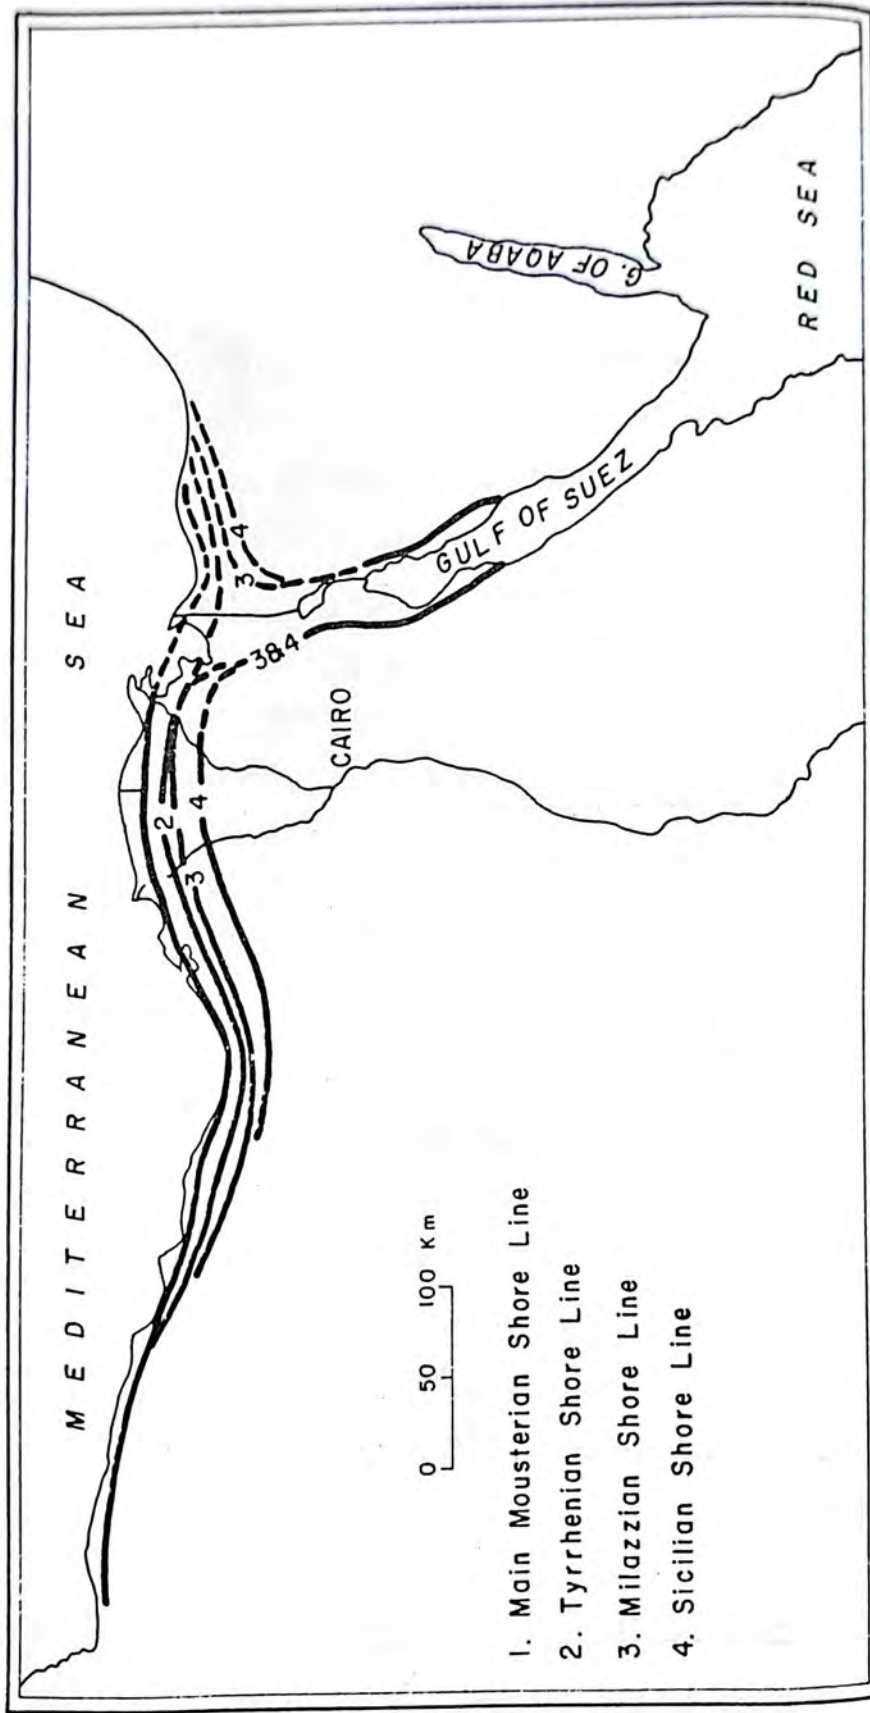 MEDITERRANEAN SEA
2
3
4
3&4
3
4
CAIRO
GULF OF SUEZ
G. OF AQABA
RED SEA
0 50 100 Km
1. Main Mousterian Shore Line
2. Tyrrhenian Shore Line
3. Milazzian Shore Line
4. Sicilian Shore Line